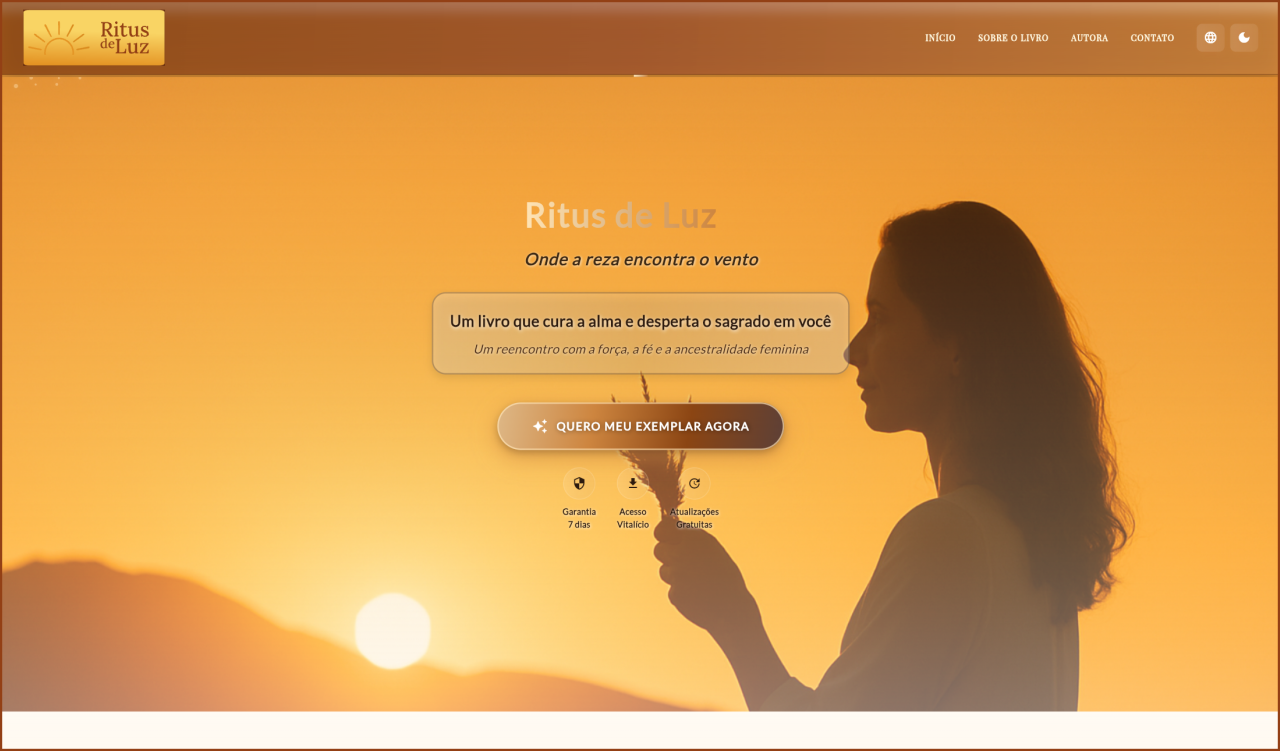 Ritus
de Luz
INÍCIO
SOBRE O LIVRO
AUTORA
CONTATO
Ritus de Luz
Onde a reza encontra o vento
Um livro que cura a alma e desperta o sagrado em você
Um reencontro com a força, a fé e a ancestralidade feminina
QUERO MEU EXEMPLAR AGORA
Garantia
7 dias
Acesso
Vitalício
Atualizações
Gratuitas